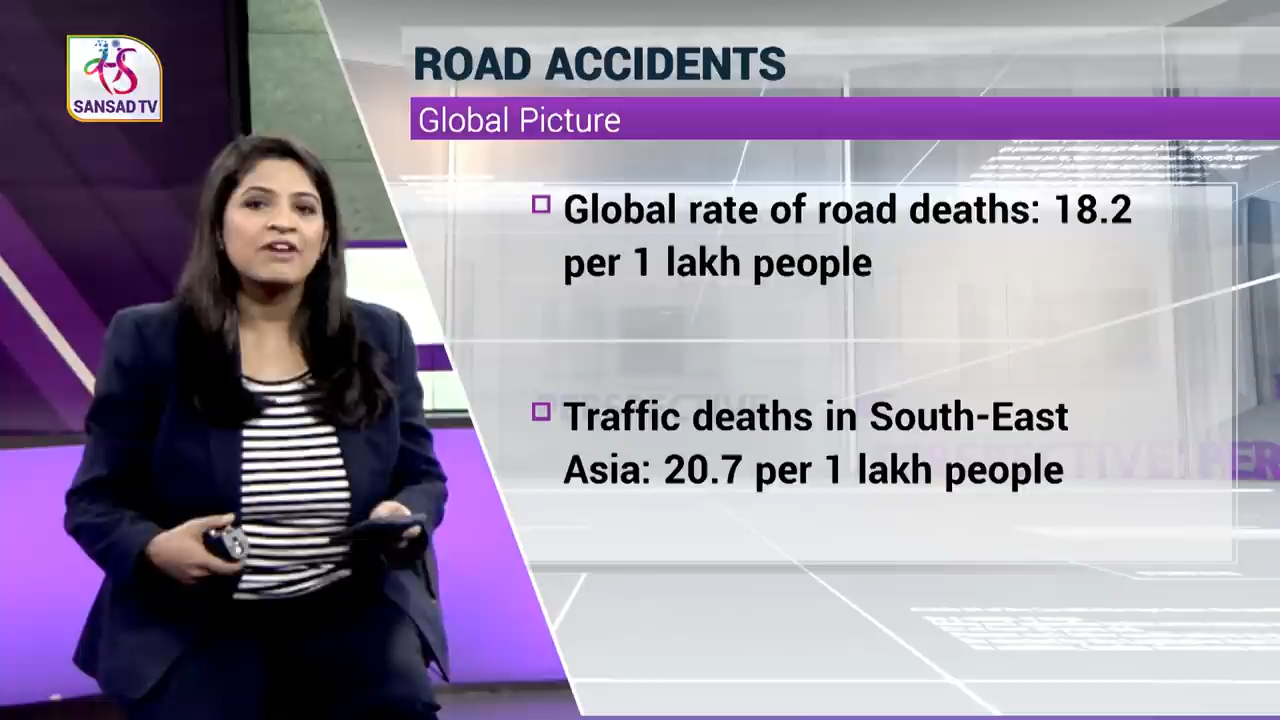 SANSAD TV
ROAD ACCIDENTS
Global Picture
Global rate of road deaths: 18.2
per 1 lakh people
Traffic deaths in South-East
Asia: 20.7 per 1 lakh people